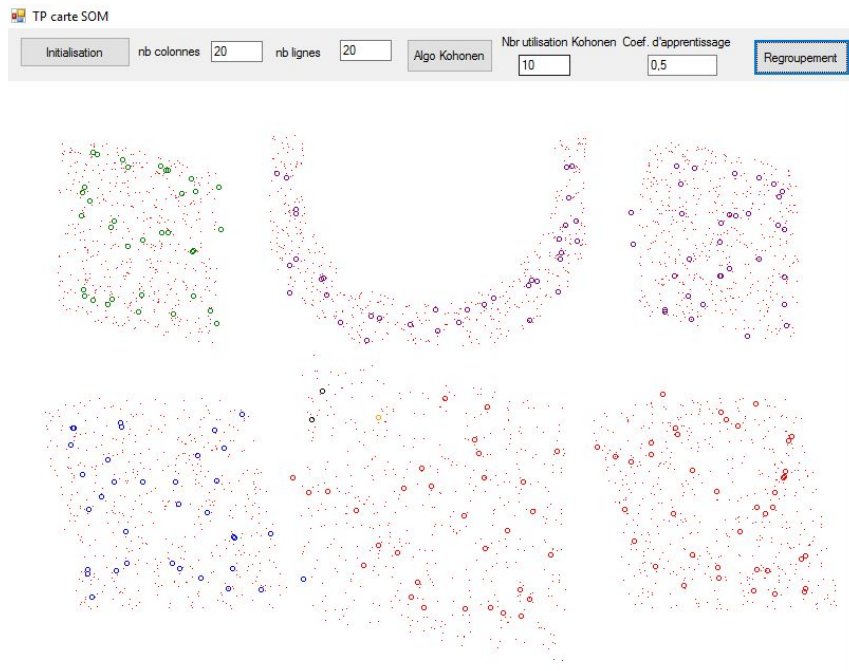 TP carte SOM
Nbr utilisation Kohonen Coef. d'apprentissage
Initialisation nb colonnes 20 nb lignes 20 Algo Kohonen 10 0,5 Regroupement